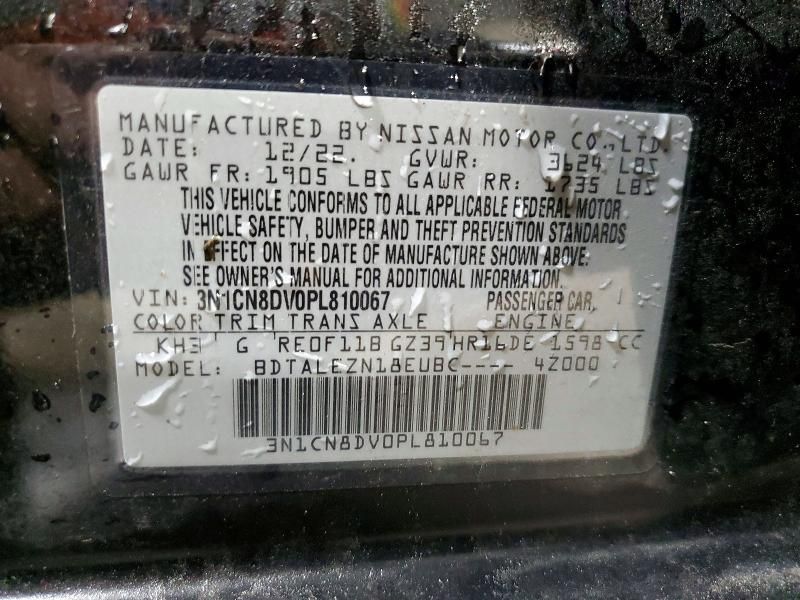 MANUFACTURED BY NISSAN MOTOR CO.,LTD.
DATE: 12/22. GVWR: 3624 LBS
GAWR FR: 1905 LBS GAWR RR: 1735 LBS
THIS VEHICLE CONFORMS TO ALL APPLICABLE FEDERAL MOTOR
VEHICLE SAFETY, BUMPER AND THEFT PREVENTION STANDARDS
IN EFFECT ON THE DATE OF MANUFACTURE SHOWN ABOVE.
SEE OWNER'S MANUAL FOR ADDITIONAL INFORMATION.
VIN: 3N1CN8DV0PL810067 PASSENGER CAR,
COLOR TRIM TRANS AXLE ENGINE
KH3 G RE0F11B GZ39 HR16DE 1598 CC
MODEL: BDTALEZN18EUBC---- 4Z000
3N1CN8DV0PL810067